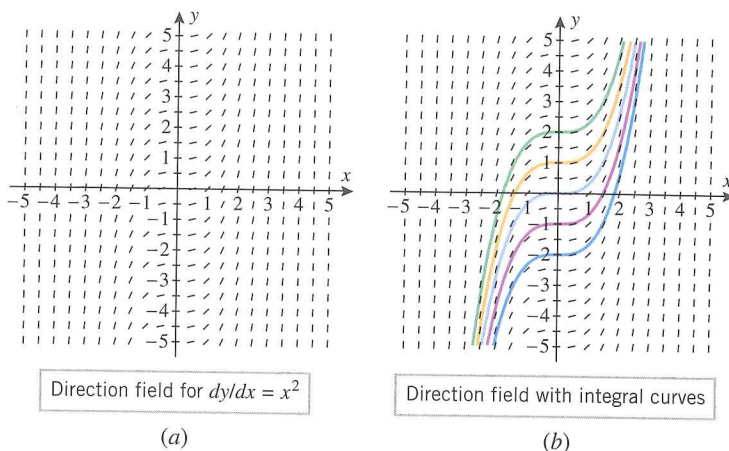 y
5
4
3
2
1
x
−5 −4 −3 −2 −1 1 2 3 4 5
−1
−2
−3
−4
−5
Direction field for dy/dx = x²
(a)
y
5
4
3
2
1
x
−5 −4 −3 −2 −1 1 2 3 4 5
−1
−2
−3
−4
−5
Direction field with integral curves
(b)